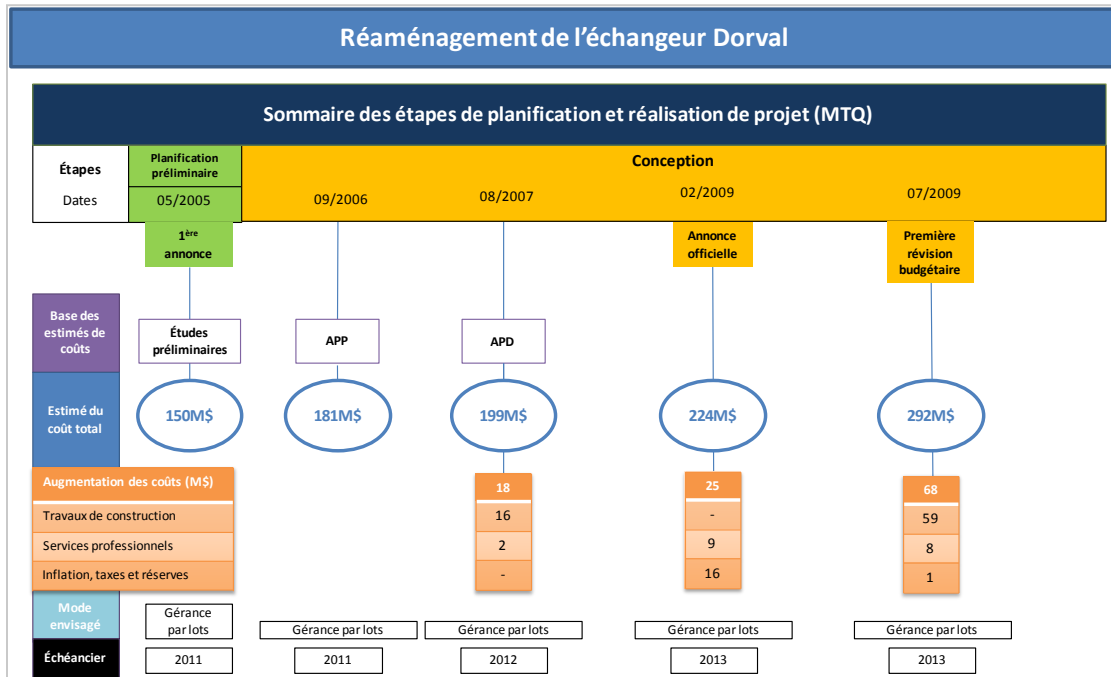 Réaménagement de l'échangeur Dorval
Sommaire des étapes de planification et réalisation de projet (MTQ)
Étapes
Planification
préliminaire
Conception
Dates
05/2005
09/2006
08/2007
02/2009
07/2009
1ère
annonce
Annonce
officielle
Première
révision
budgétaire
Base des
estimés de
coûts
Études
préliminaires
APP
APD
Estimé du
coût total
150M$
181M$
199M$
224M$
292M$
Augmentation des coûts (M$)
18
25
68
Travaux de construction
16
-
59
Services professionnels
2
9
8
Inflation, taxes et réserves
-
16
1
Mode
envisagé
Gérance
par lots
Gérance par lots
Gérance par lots
Gérance par lots
Gérance par lots
Échéancier
2011
2011
2012
2013
2013